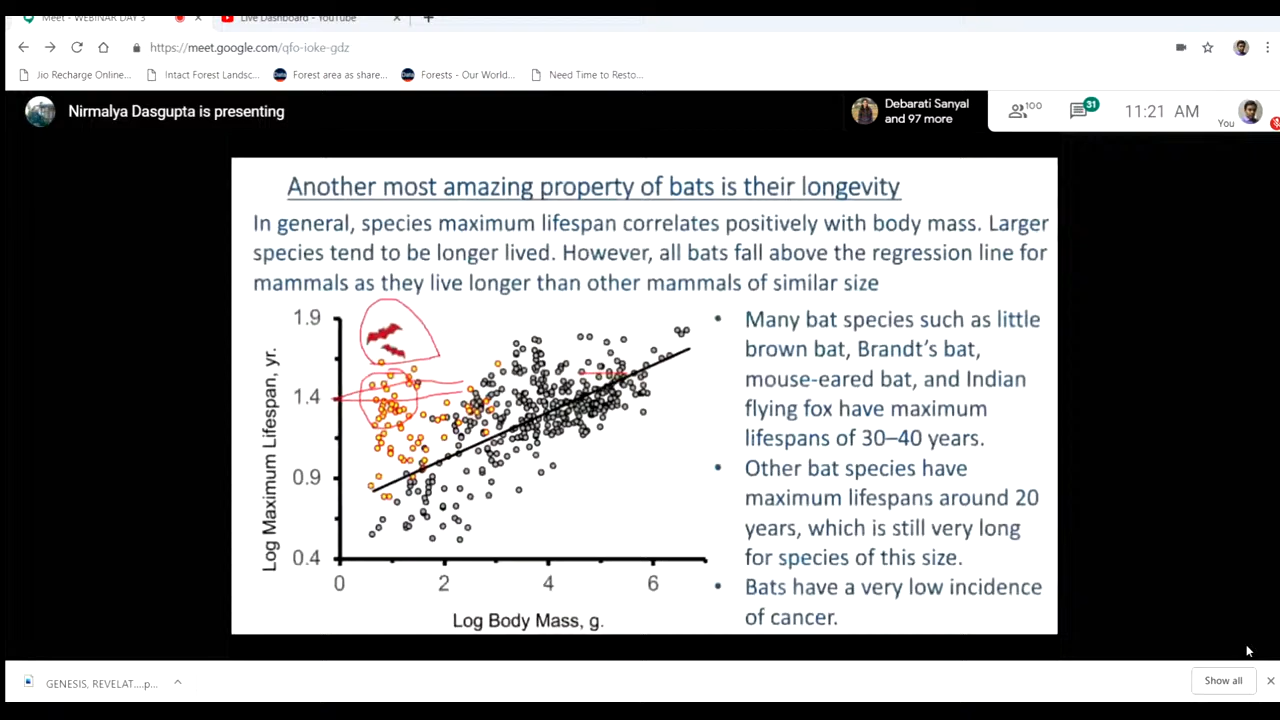 Meet - WEBINAR DAY 3
Live Dashboard - YouTube
https://meet.google.com/qfo-ioke-gdz
Jio Recharge Online...
Intact Forest Landsc...
Forest area as share...
Forests - Our World...
Need Time to Resto...
Nirmalya Dasgupta is presenting
Debarati Sanyal
and 97 more
100
31
11:21 AM
You
Another most amazing property of bats is their longevity
In general, species maximum lifespan correlates positively with body mass. Larger
species tend to be longer lived. However, all bats fall above the regression line for
mammals as they live longer than other mammals of similar size
1.9
1.4
0.9
0.4
Log Maximum Lifespan, yr.
0 2 4 6
Log Body Mass, g.
• Many bat species such as little
brown bat, Brandt's bat,
mouse-eared bat, and Indian
flying fox have maximum
lifespans of 30–40 years.
• Other bat species have
maximum lifespans around 20
years, which is still very long
for species of this size.
• Bats have a very low incidence
of cancer.
GENESIS, REVELAT....p...
Show all